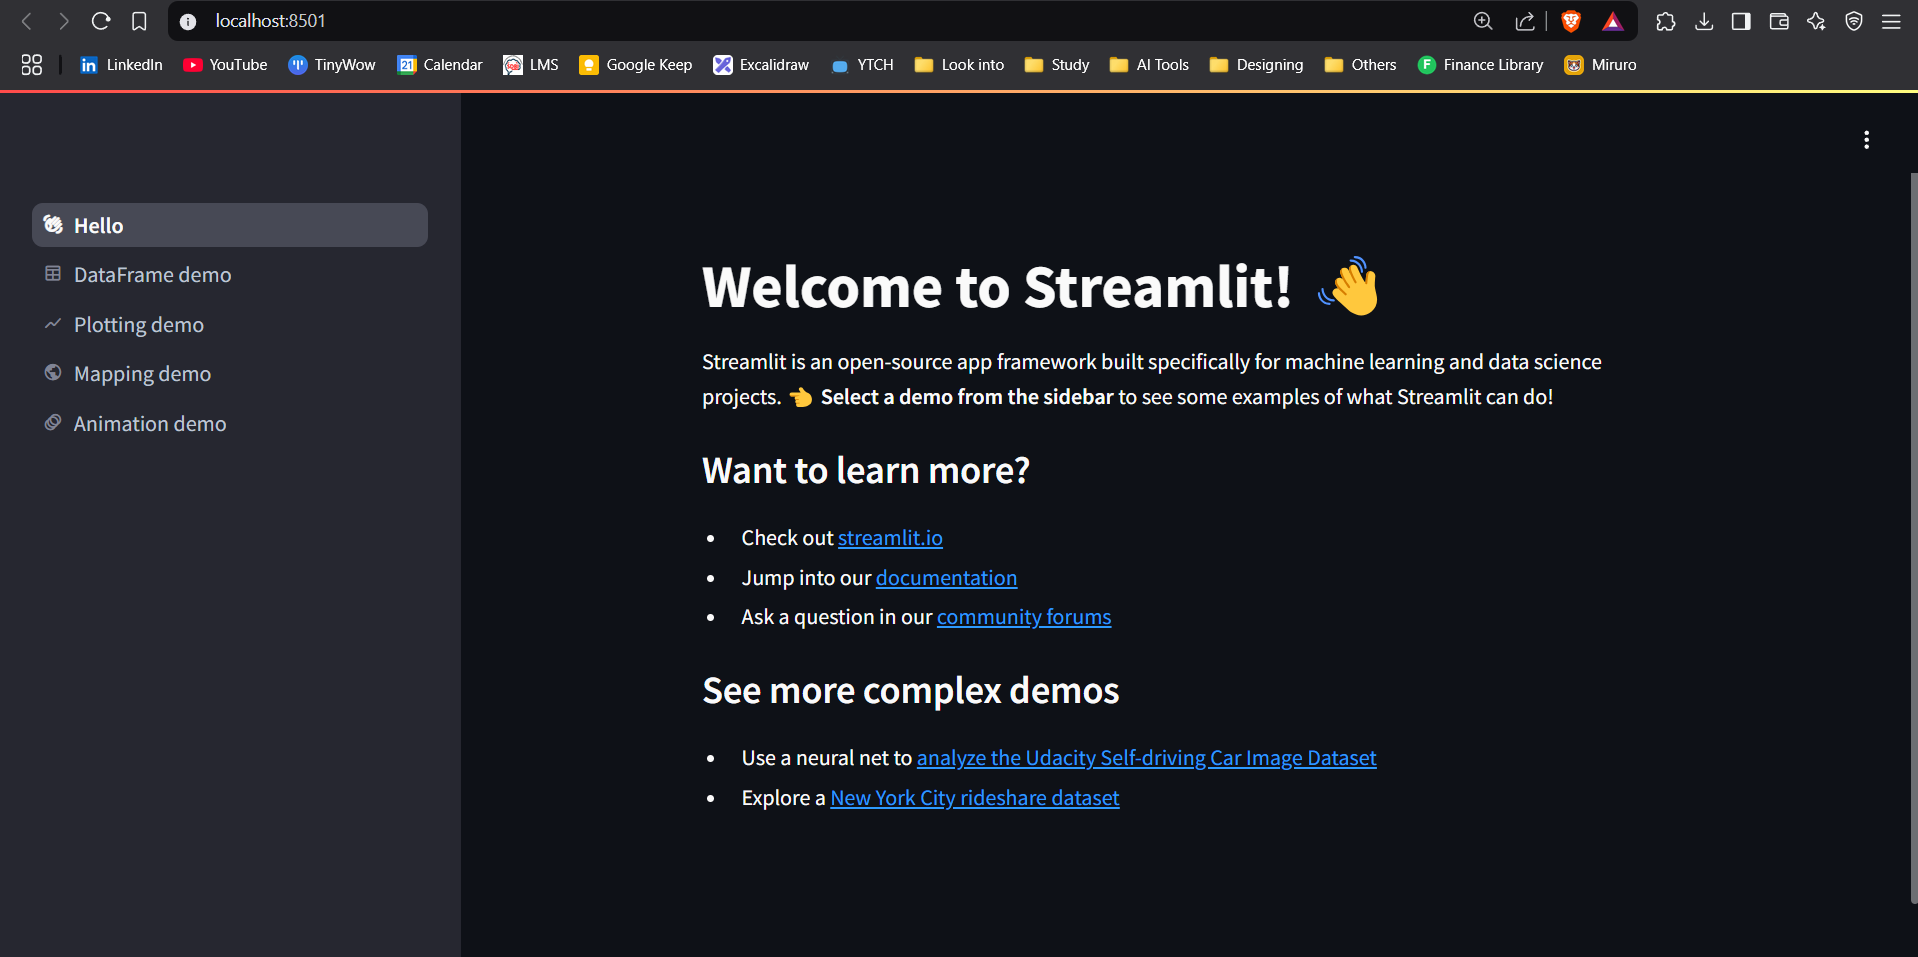 localhost:8501
LinkedIn YouTube TinyWow 21 Calendar LMS Google Keep Excalidraw YTCH Look into Study AI Tools Designing Others F Finance Library Miruro
Hello
DataFrame demo
Plotting demo
Mapping demo
Animation demo
Welcome to Streamlit! 👋
Streamlit is an open-source app framework built specifically for machine learning and data science
projects. 👈 Select a demo from the sidebar to see some examples of what Streamlit can do!
Want to learn more?
• Check out streamlit.io
• Jump into our documentation
• Ask a question in our community forums
See more complex demos
• Use a neural net to analyze the Udacity Self-driving Car Image Dataset
• Explore a New York City rideshare dataset